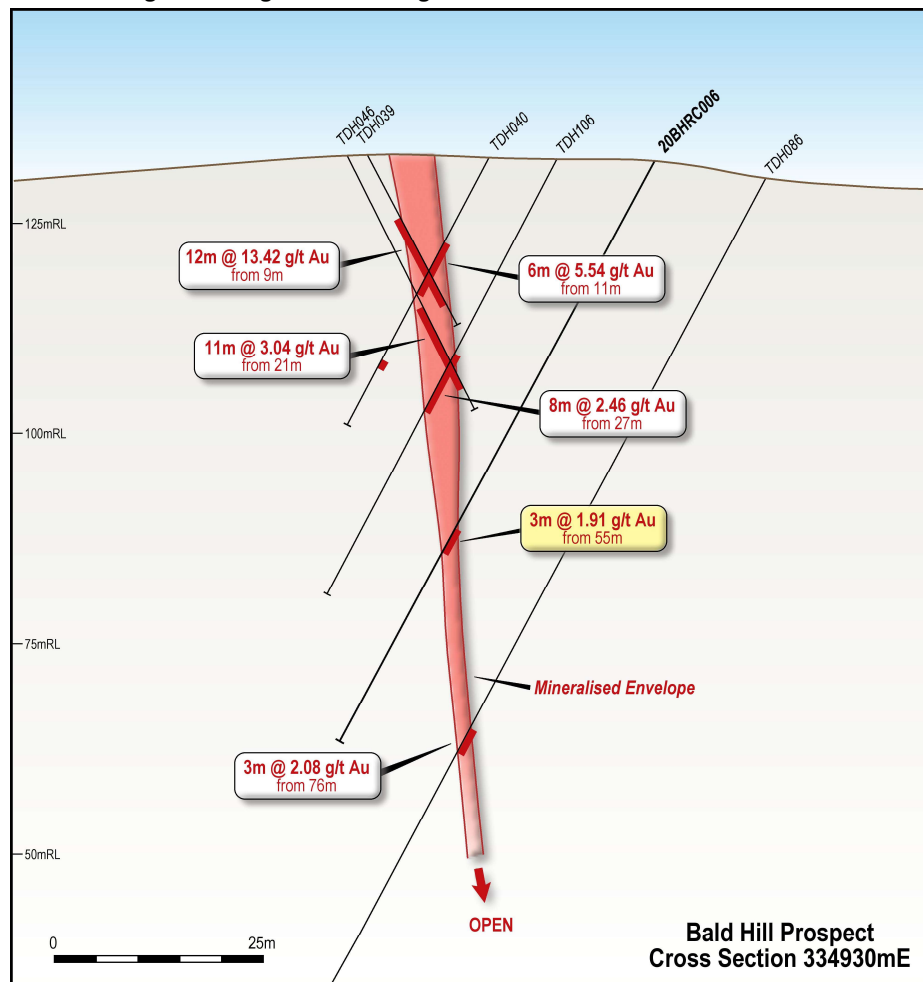 TDH046
TDH039
TDH040
TDH106
20BHRC006
TDH086
125mRL
12m @ 13.42 g/t Au
from 9m
6m @ 5.54 g/t Au
from 11m
11m @ 3.04 g/t Au
from 21m
8m @ 2.46 g/t Au
from 27m
100mRL
3m @ 1.91 g/t Au
from 55m
75mRL
Mineralised Envelope
3m @ 2.08 g/t Au
from 76m
50mRL
OPEN
0 25m
Bald Hill Prospect
Cross Section 334930mE